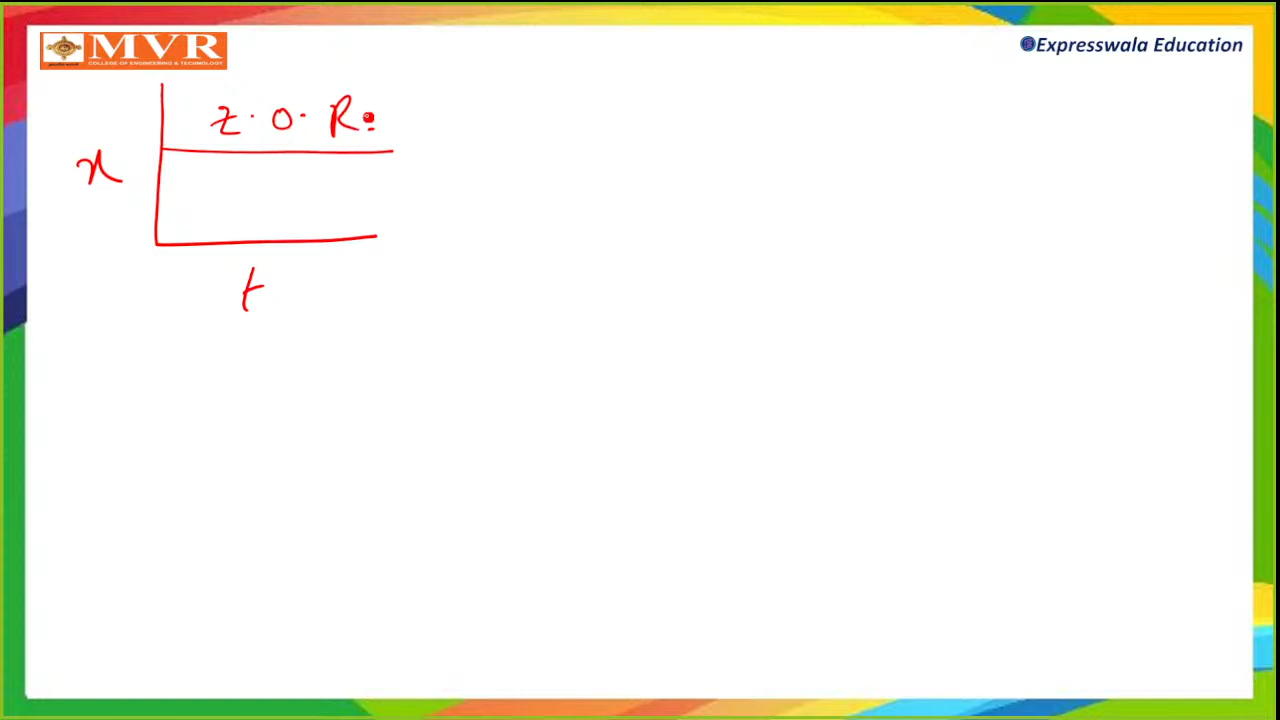 MVR
COLLEGE OF ENGINEERING & TECHNOLOGY
Expresswala Education
Z. O. R.
x
t